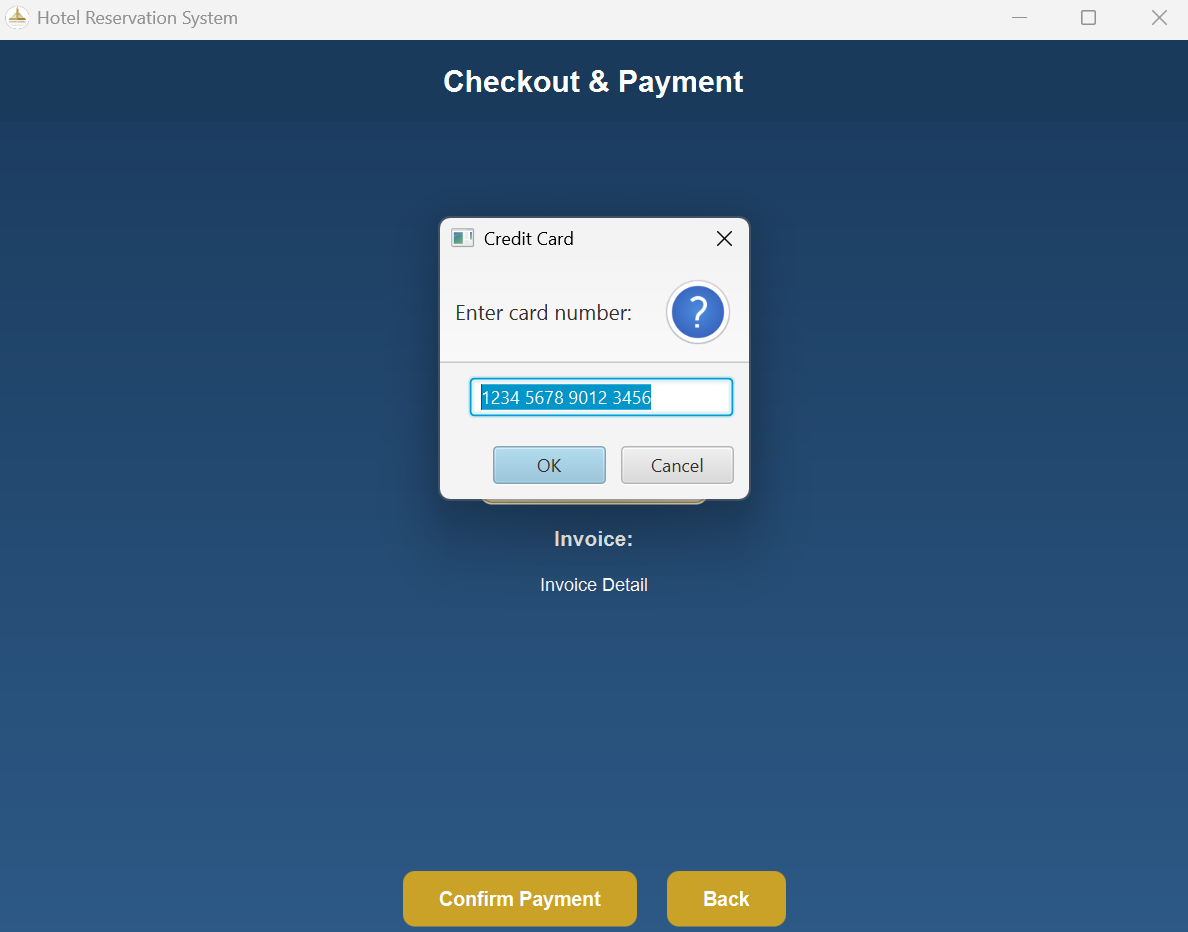 Hotel Reservation System
Checkout & Payment
Credit Card
Enter card number:
?
1234 5678 9012 3456
OK Cancel
Invoice:
Invoice Detail
Confirm Payment Back